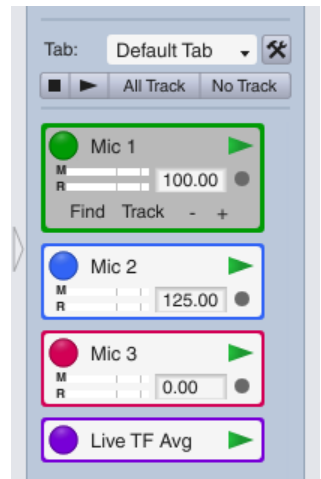 Tab: Default Tab
All Track No Track
Mic 1
M
R 100.00
Find Track - +
Mic 2
M
R 125.00
Mic 3
M
R 0.00
Live TF Avg